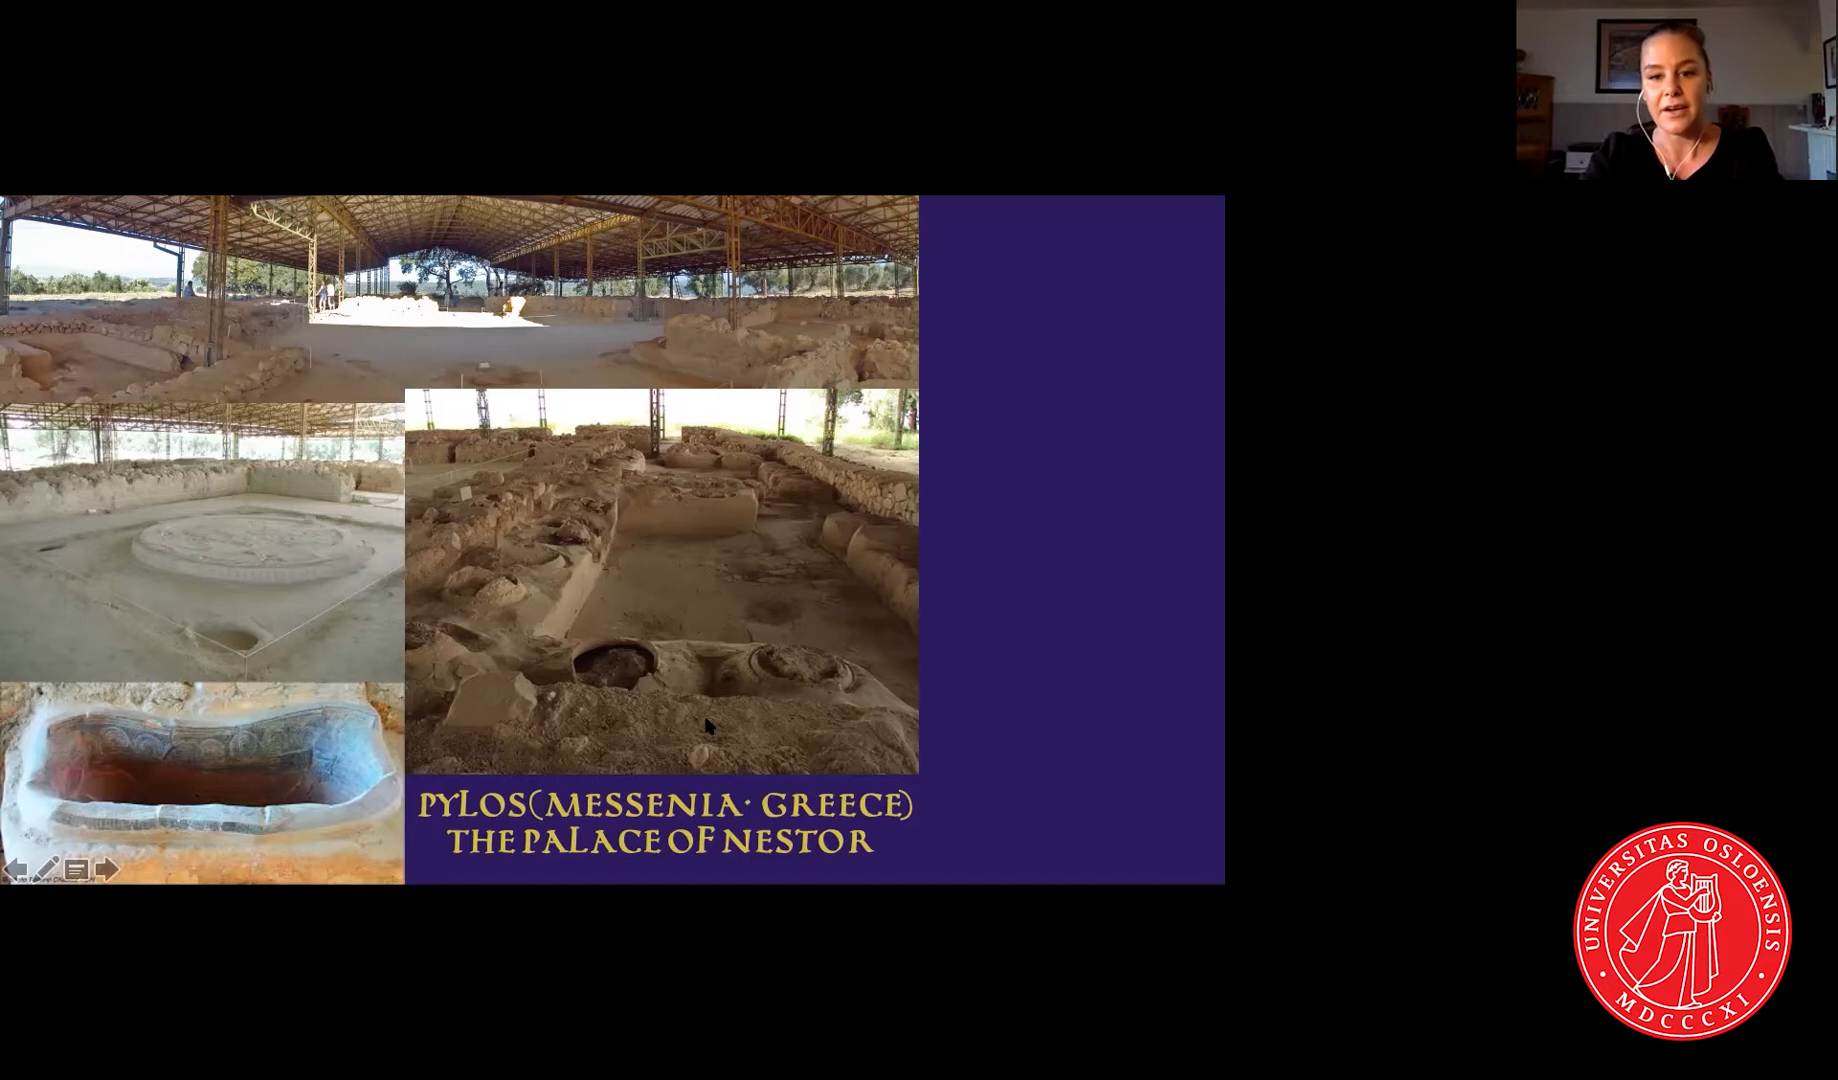 PYLOS (MESSENIA· GREECE)
THE PALACE OF NESTOR
UNIVERSITAS OSLOENSIS
MDCCCXI